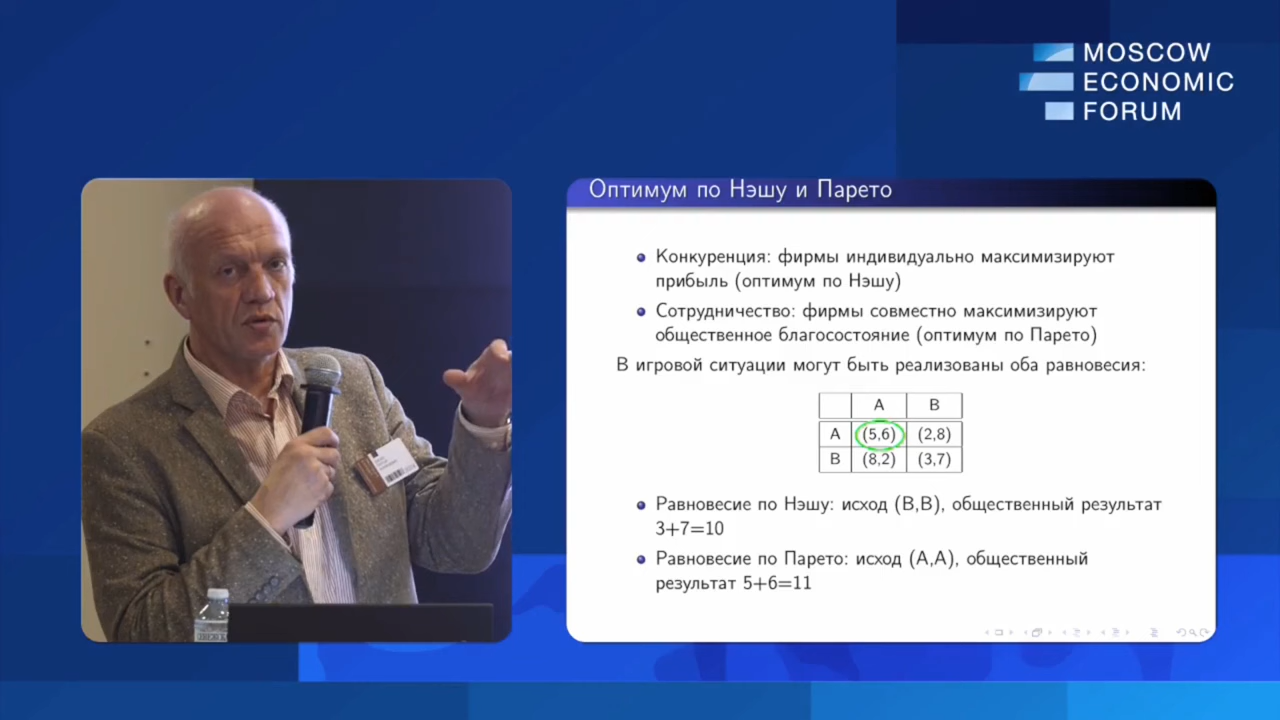 MOSCOW
ECONOMIC
FORUM
Оптимум по Нэшу и Парето
Конкуренция: фирмы индивидуально максимизируют
прибыль (оптимум по Нэшу)
Сотрудничество: фирмы совместно максимизируют
общественное благосостояние (оптимум по Парето)
В игровой ситуации могут быть реализованы оба равновесия:
A B
A (5,6) (2,8)
B (8,2) (3,7)
Равновесие по Нэшу: исход (B,B), общественный результат
3+7=10
Равновесие по Парето: исход (A,A), общественный
результат 5+6=11